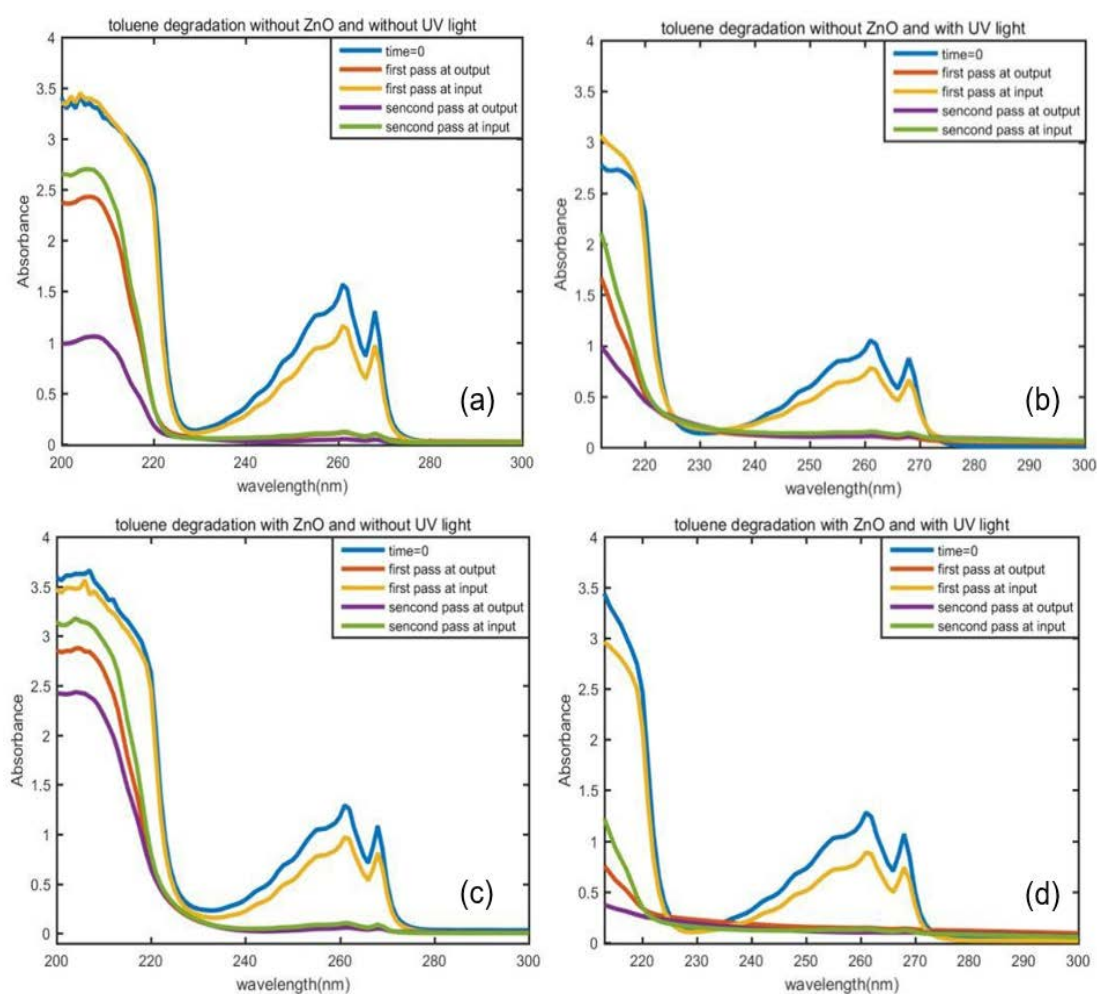 toluene degradation without ZnO and without UV light
4
3.5
3
2.5
2
1.5
1
0.5
0
Absorbance
time=0
first pass at output
first pass at input
sencond pass at output
sencond pass at input
(a)
200 220 240 260 280 300
wavelength(nm)
toluene degradation without ZnO and with UV light
4
3.5
3
2.5
2
1.5
1
0.5
0
Absorbance
time=0
first pass at output
first pass at input
sencond pass at output
sencond pass at input
(b)
220 230 240 250 260 270 280 290 300
wavelength(nm)
toluene degradation with ZnO and without UV light
4
3.5
3
2.5
2
1.5
1
0.5
0
Absorbance
time=0
first pass at output
first pass at input
sencond pass at output
sencond pass at input
(c)
200 220 240 260 280 300
wavelength(nm)
toluene degradation with ZnO and with UV light
4
3.5
3
2.5
2
1.5
1
0.5
0
Absorbance
time=0
first pass at output
first pass at input
sencond pass at output
sencond pass at input
(d)
220 230 240 250 260 270 280 290 300
wavelength(nm)